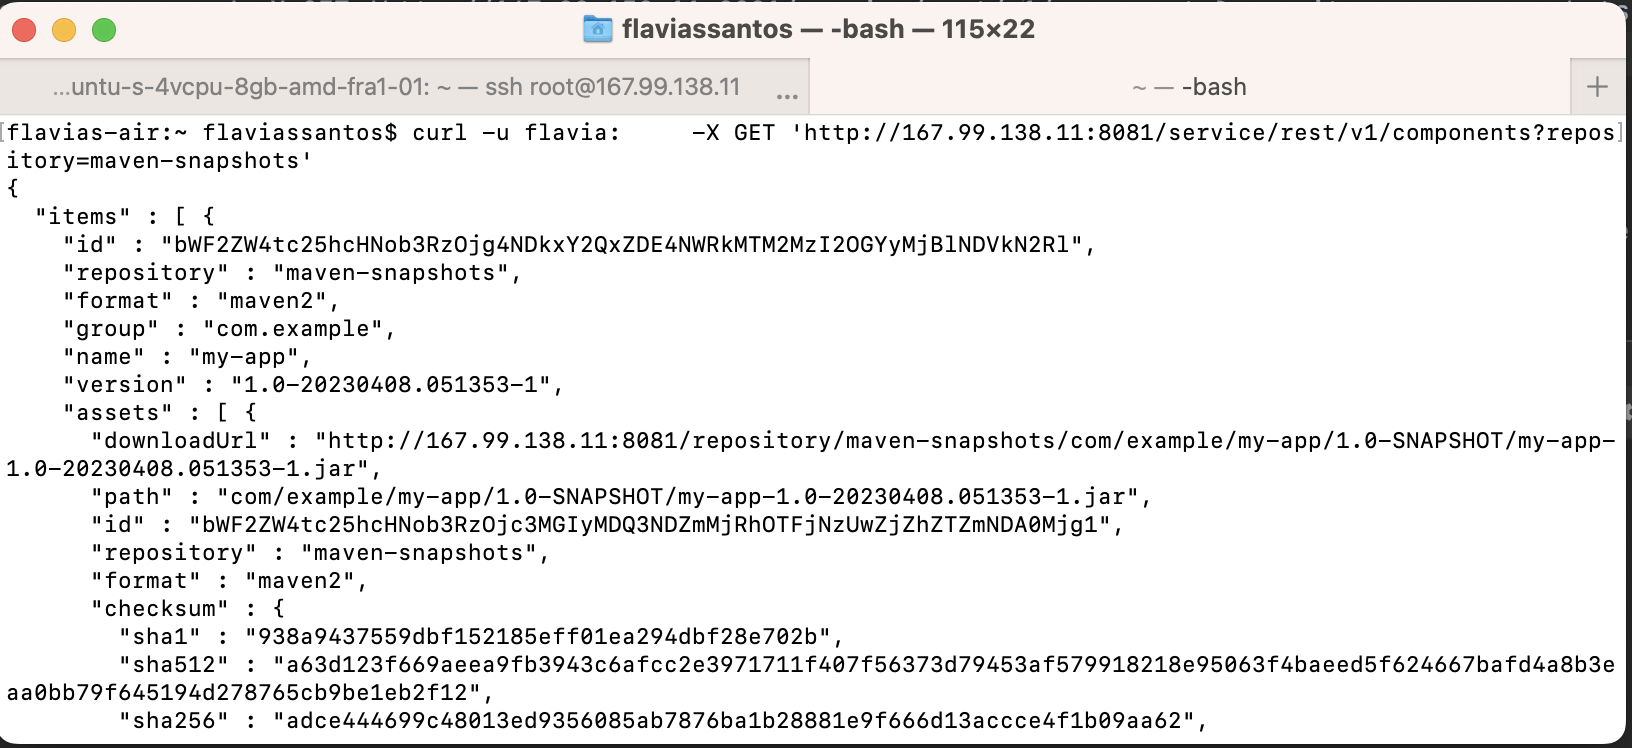 flaviassantos — -bash — 115×22
...untu-s-4vcpu-8gb-amd-fra1-01: ~ — ssh root@167.99.138.11 ...
~ — -bash
+
[flavias-air:~ flaviassantos$ curl -u flavia:     -X GET 'http://167.99.138.11:8081/service/rest/v1/components?repos]
itory=maven-snapshots'
{
  "items" : [ {
    "id" : "bWF2ZW4tc25hcHNob3RzOjg4NDkxY2QxZDE4NWRkMTM2MzI2OGYyMjBlNDVkN2Rl",
    "repository" : "maven-snapshots",
    "format" : "maven2",
    "group" : "com.example",
    "name" : "my-app",
    "version" : "1.0-20230408.051353-1",
    "assets" : [ {
      "downloadUrl" : "http://167.99.138.11:8081/repository/maven-snapshots/com/example/my-app/1.0-SNAPSHOT/my-app-
1.0-20230408.051353-1.jar",
      "path" : "com/example/my-app/1.0-SNAPSHOT/my-app-1.0-20230408.051353-1.jar",
      "id" : "bWF2ZW4tc25hcHNob3RzOjc3MGIyMDQ3NDZmMjRhOTFjNzUwZjZhZTZmNDA0Mjg1",
      "repository" : "maven-snapshots",
      "format" : "maven2",
      "checksum" : {
        "sha1" : "938a9437559dbf152185eff01ea294dbf28e702b",
        "sha512" : "a63d123f669aeea9fb3943c6afcc2e3971711f407f56373d79453af579918218e95063f4baeed5f624667bafd4a8b3e
aa0bb79f645194d278765cb9be1eb2f12",
        "sha256" : "adce444699c48013ed9356085ab7876ba1b28881e9f666d13accce4f1b09aa62",